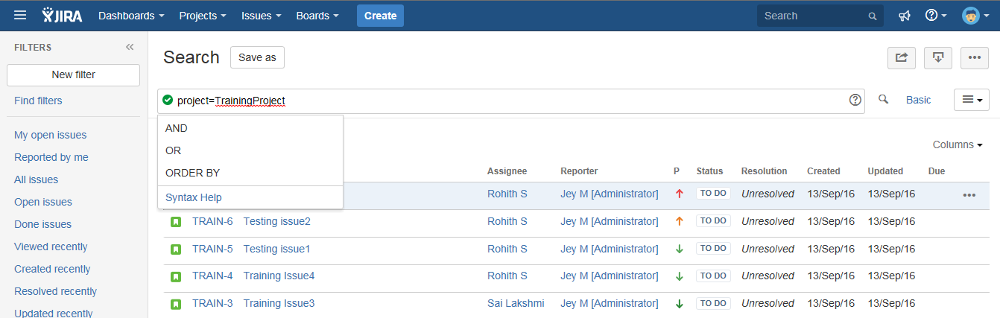 JIRA Dashboards Projects Issues Boards Create Search
FILTERS
New filter
Find filters
My open issues
Reported by me
All issues
Open issues
Done issues
Viewed recently
Created recently
Resolved recently
Updated recently
Search Save as
project=TrainingProject Basic
AND
OR
ORDER BY
Syntax Help
Columns
Assignee Reporter P Status Resolution Created Updated Due
Rohith S Jey M [Administrator] TO DO Unresolved 13/Sep/16 13/Sep/16
TRAIN-6 Testing issue2 Rohith S Jey M [Administrator] TO DO Unresolved 13/Sep/16 13/Sep/16
TRAIN-5 Testing issue1 Rohith S Jey M [Administrator] TO DO Unresolved 13/Sep/16 13/Sep/16
TRAIN-4 Training Issue4 Rohith S Jey M [Administrator] TO DO Unresolved 13/Sep/16 13/Sep/16
TRAIN-3 Training Issue3 Sai Lakshmi Jey M [Administrator] TO DO Unresolved 13/Sep/16 13/Sep/16